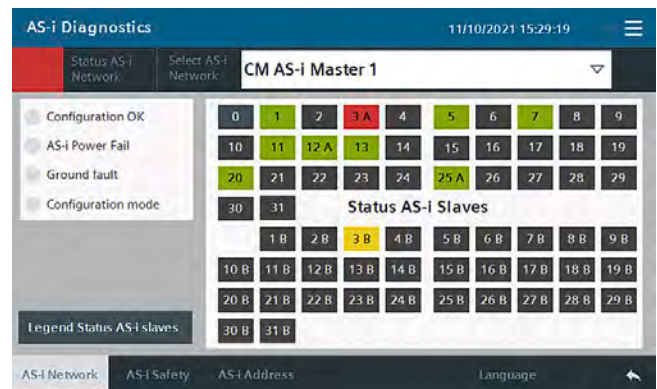 AS-i Diagnostics 11/10/2021 15:29:19
Status AS-i Network
Select AS-i Network
CM AS-i Master 1
Configuration OK
AS-i Power Fail
Ground fault
Configuration mode
0 1 2 3 A 4 5 6 7 8 9
10 11 12 A 13 14 15 16 17 18 19
20 21 22 23 24 25 A 26 27 28 29
30 31 Status AS-i Slaves
1 B 2 B 3 B 4 B 5 B 6 B 7 B 8 B 9 B
10 B 11 B 12 B 13 B 14 B 15 B 16 B 17 B 18 B 19 B
20 B 21 B 22 B 23 B 24 B 25 B 26 B 27 B 28 B 29 B
30 B 31 B
Legend Status AS-i slaves
AS-i Network AS-i Safety AS-i Address Language